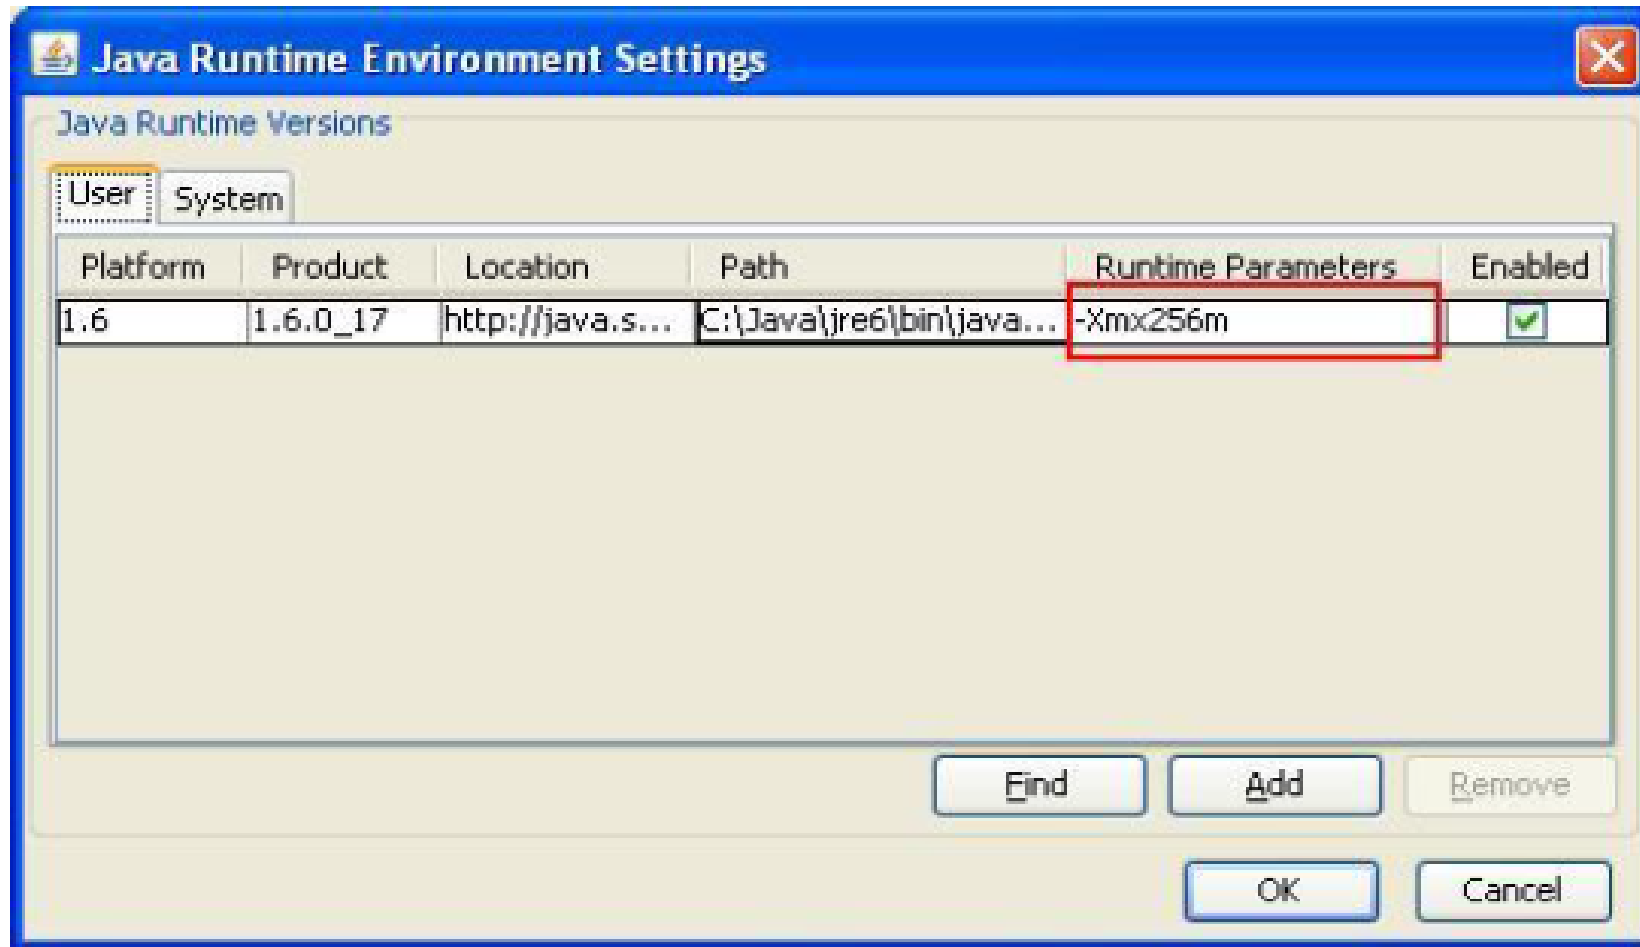 Java Runtime Environment Settings
Java Runtime Versions
User System
Platform Product Location Path Runtime Parameters Enabled
1.6 1.6.0_17 http://java.s... C:\Java\jre6\bin\java... -Xmx256m
Find Add Remove
OK Cancel